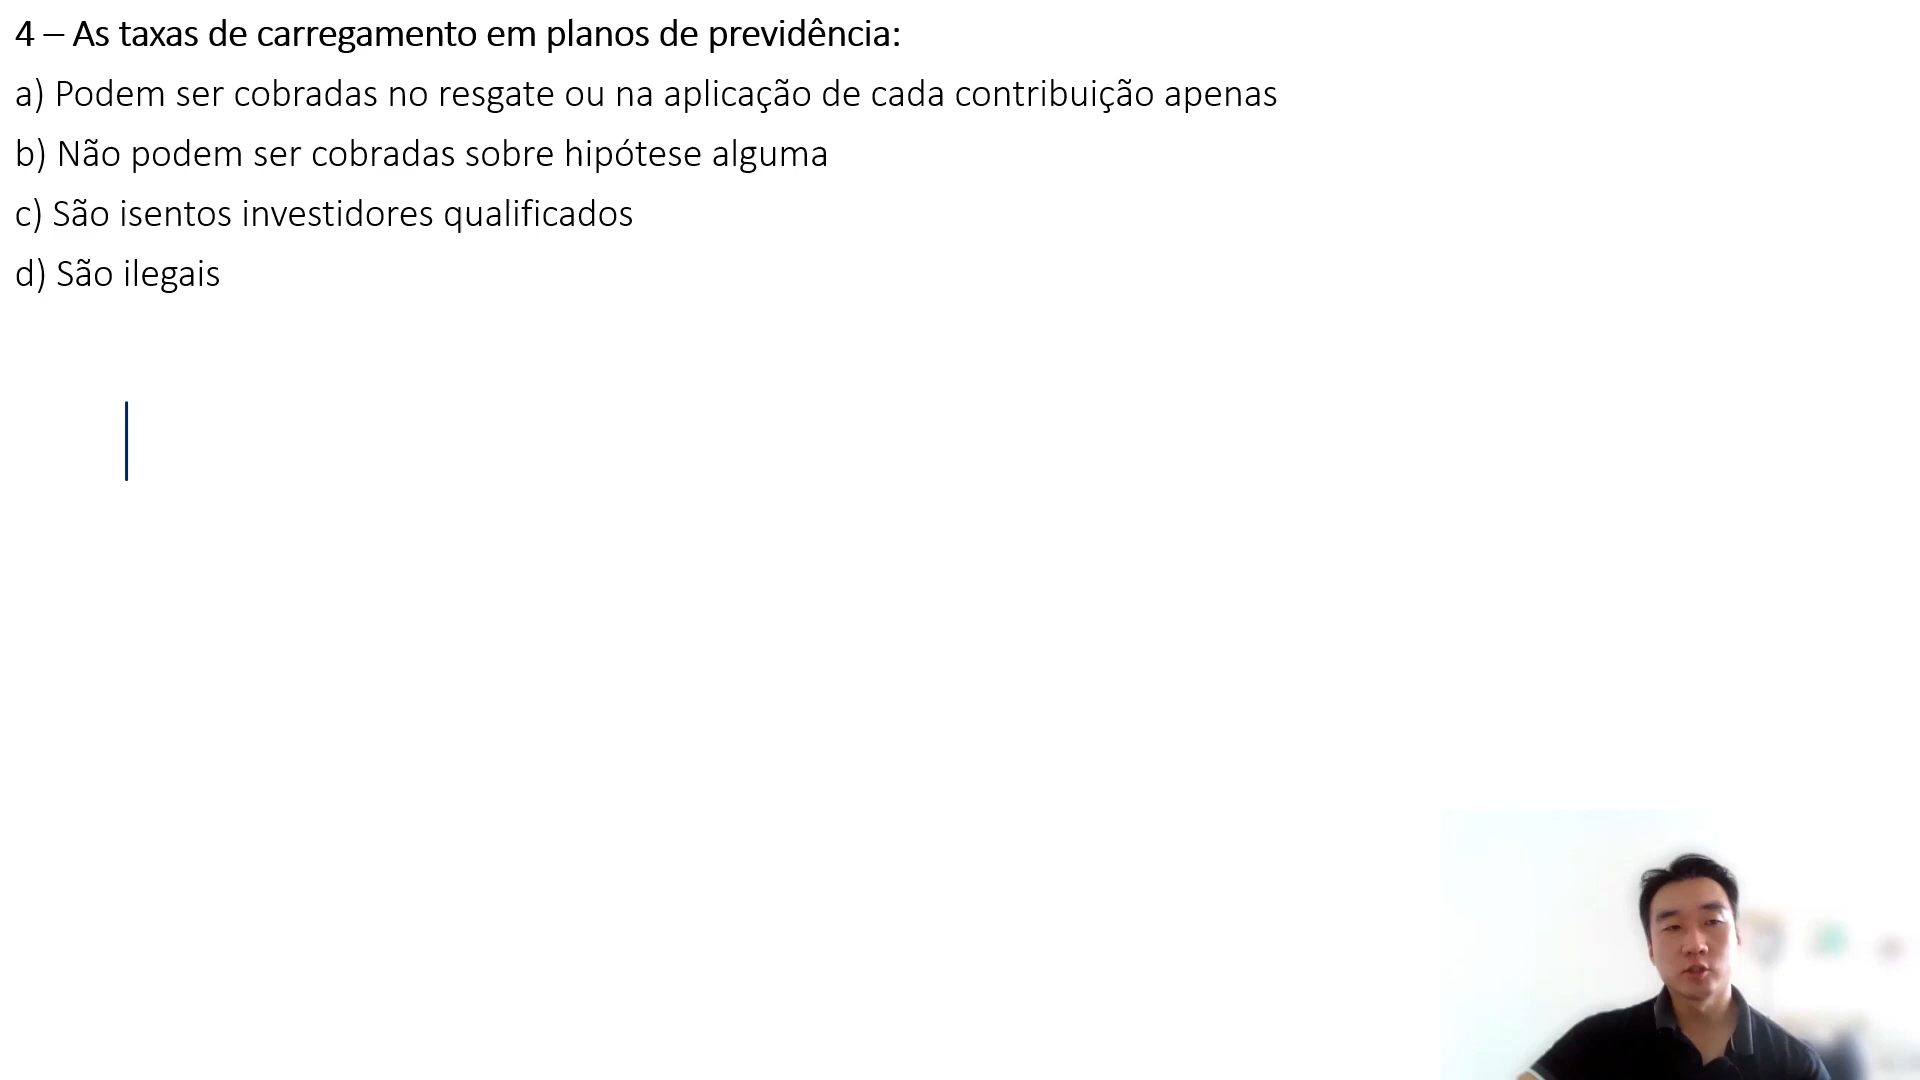 4 – As taxas de carregamento em planos de previdência:
a) Podem ser cobradas no resgate ou na aplicação de cada contribuição apenas
b) Não podem ser cobradas sobre hipótese alguma
c) São isentos investidores qualificados
d) São ilegais